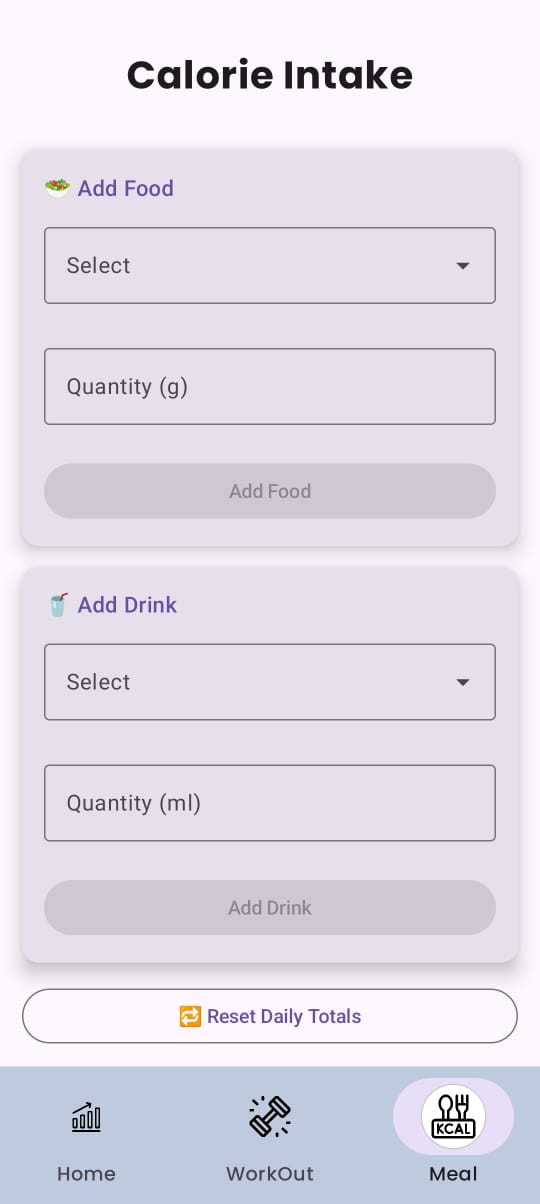 Calorie Intake
🥗 Add Food
Select
Quantity (g)
Add Food
🥤 Add Drink
Select
Quantity (ml)
Add Drink
🔁 Reset Daily Totals
KCAL
Home
WorkOut
Meal